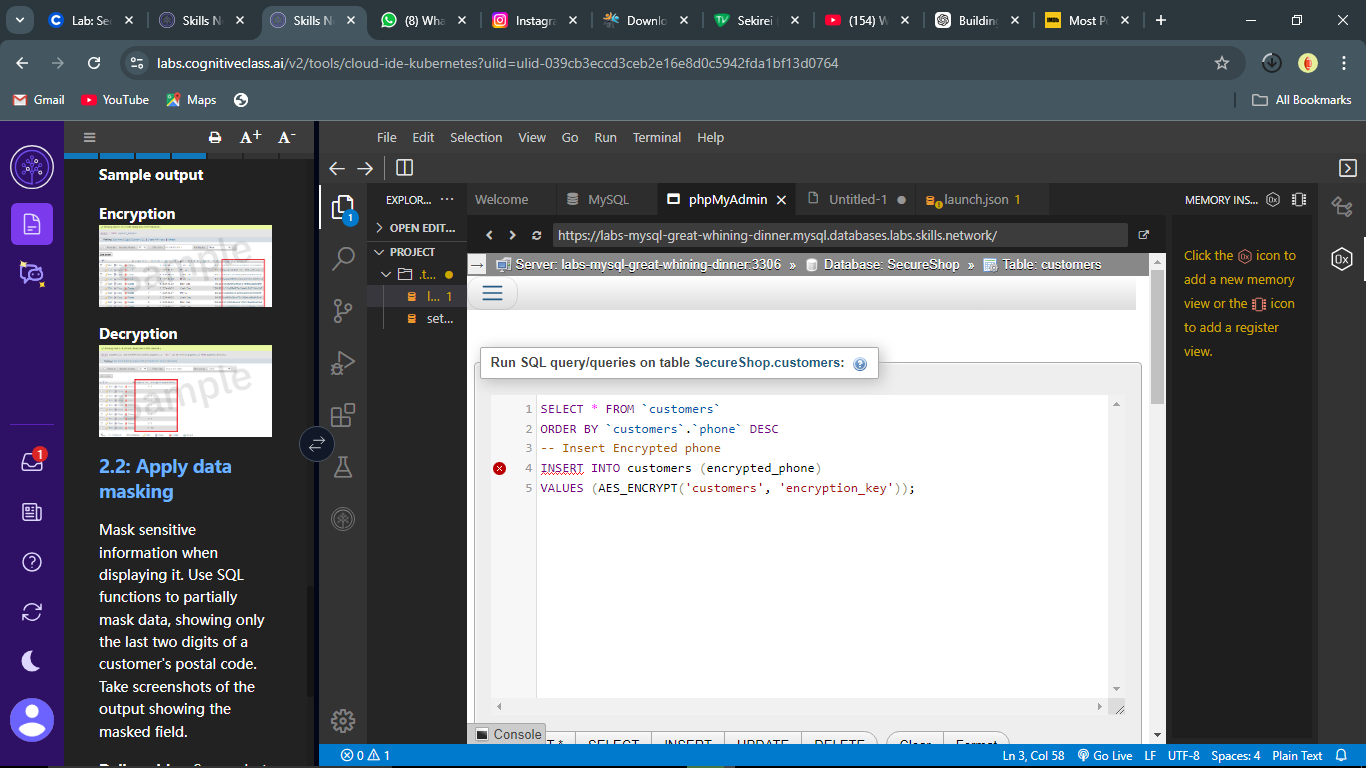 Lab: Sec
Skills N
Skills N
(8) Wha
Instagra
Downlo
Sekirei
(154) W
Building
Most Po
labs.cognitiveclass.ai/v2/tools/cloud-ide-kubernetes?ulid=ulid-039cb3eccd3ceb2e16e8d0c5942fda1bf13d0764
Gmail
YouTube
Maps
All Bookmarks
A+ A-
Sample output
Encryption
Sample
Decryption
Sample
2.2: Apply data
masking
Mask sensitive
information when
displaying it. Use SQL
functions to partially
mask data, showing only
the last two digits of a
customer's postal code.
Take screenshots of the
output showing the
masked field.
1
File Edit Selection View Go Run Terminal Help
1
EXPLOR... ...
OPEN EDIT...
PROJECT
.t...
l... 1
set...
Welcome
MySQL
phpMyAdmin
Untitled-1
launch.json 1
https://labs-mysql-great-whining-dinner.mysql.databases.labs.skills.network/
Server: labs-mysql-great-whining-dinner:3306 » Database: SecureShop » Table: customers
Run SQL query/queries on table SecureShop.customers:
1 SELECT * FROM `customers`
2 ORDER BY `customers`.`phone` DESC
3 -- Insert Encrypted phone
4 INSERT INTO customers (encrypted_phone)
5 VALUES (AES_ENCRYPT('customers', 'encryption_key'));
Console
SELECT INSERT UPDATE DELETE Clear Format
MEMORY INS...
0x
Click the 0x icon to
add a new memory
view or the icon
to add a register
view.
0x
0 1
Ln 3, Col 58 Go Live LF UTF-8 Spaces: 4 Plain Text